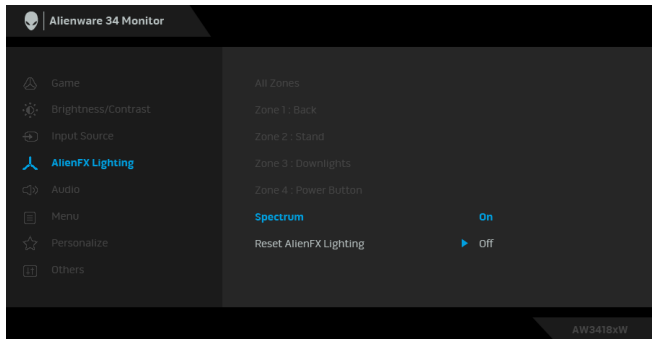 Alienware 34 Monitor
Game
Brightness/Contrast
Input Source
AlienFX Lighting
Audio
Menu
Personalize
Others
All Zones
Zone 1 : Back
Zone 2 : Stand
Zone 3 : Downlights
Zone 4 : Power Button
Spectrum On
Reset AlienFX Lighting Off
AW3418xW